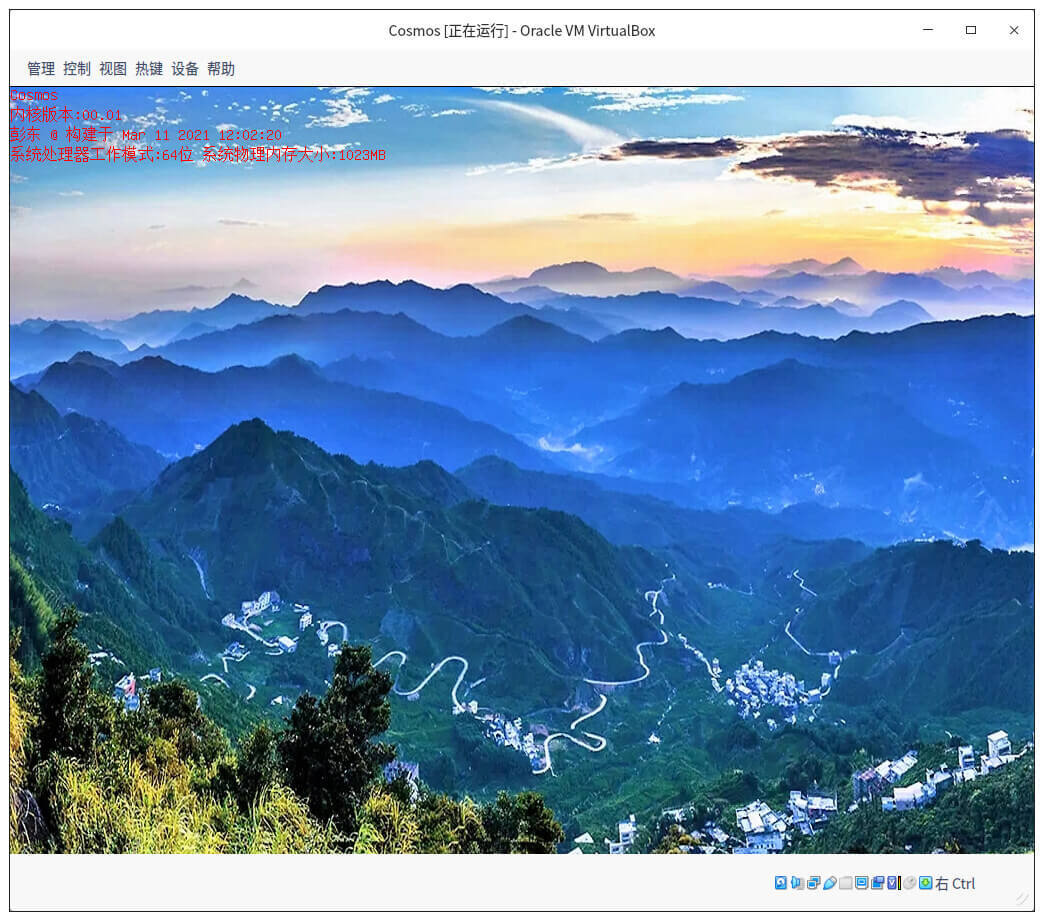 Cosmos [正在运行] - Oracle VM VirtualBox
管理 控制 视图 热键 设备 帮助
Cosmos
内核版本:00.01
彭东 @ 构建于 Mar 11 2021 12:02:20
系统处理器工作模式:64位 系统物理内存大小:1023MB
右 Ctrl